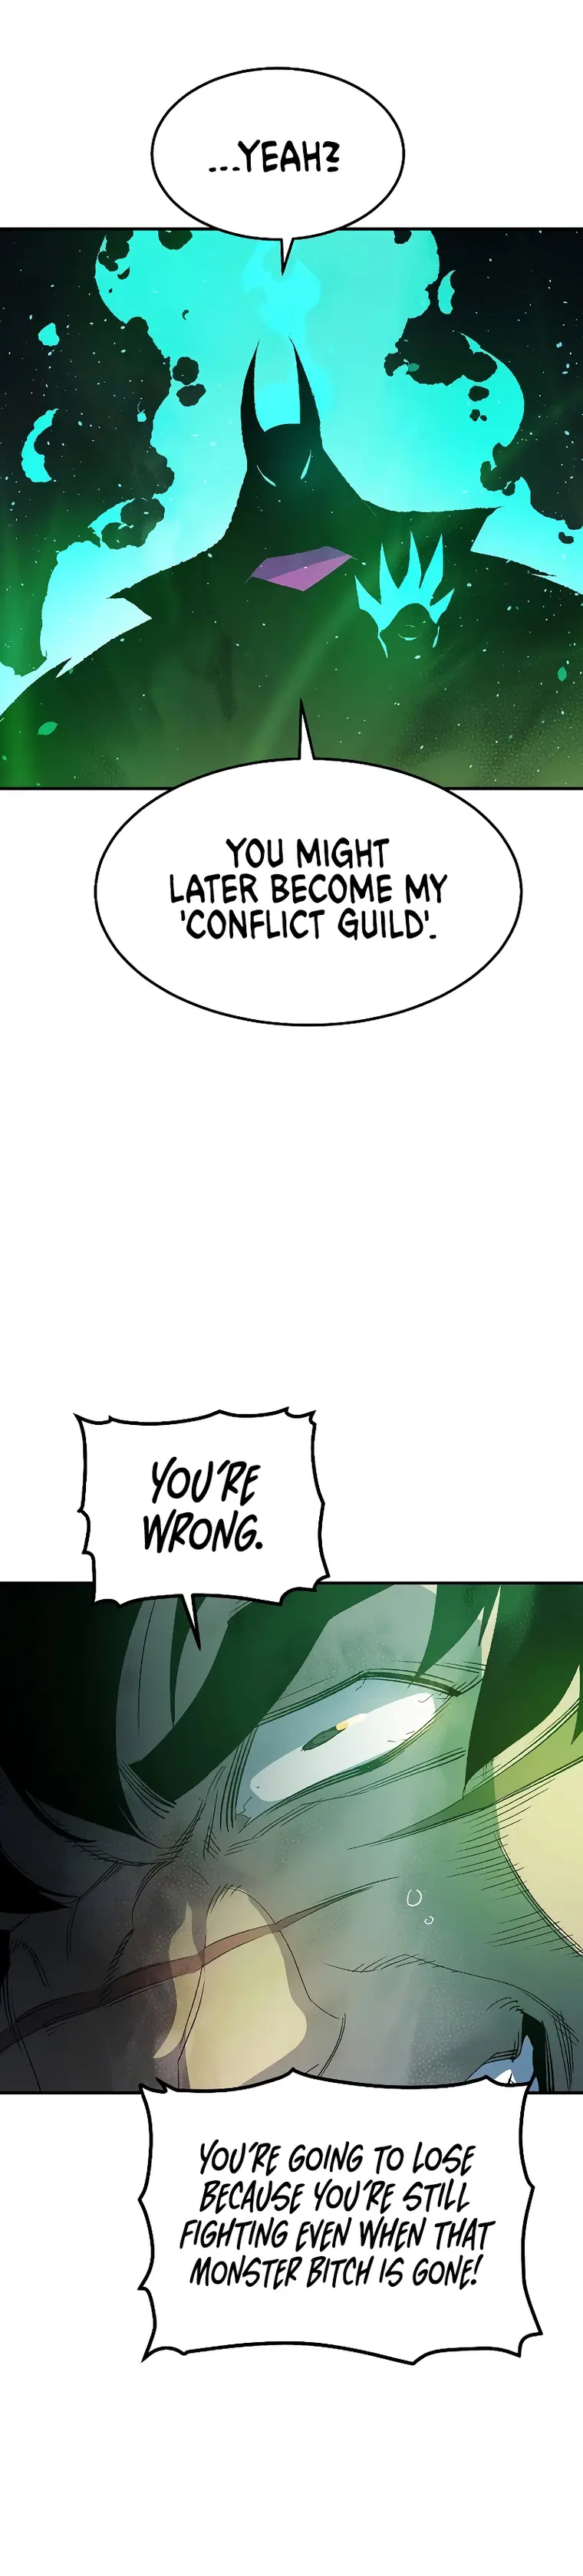 ...YEAH?
YOU MIGHT
LATER BECOME MY
'CONFLICT GUILD'.
YOU'RE
WRONG.
YOU'RE GOING TO LOSE
BECAUSE YOU'RE STILL
FIGHTING EVEN WHEN THAT
MONSTER BITCH IS GONE!